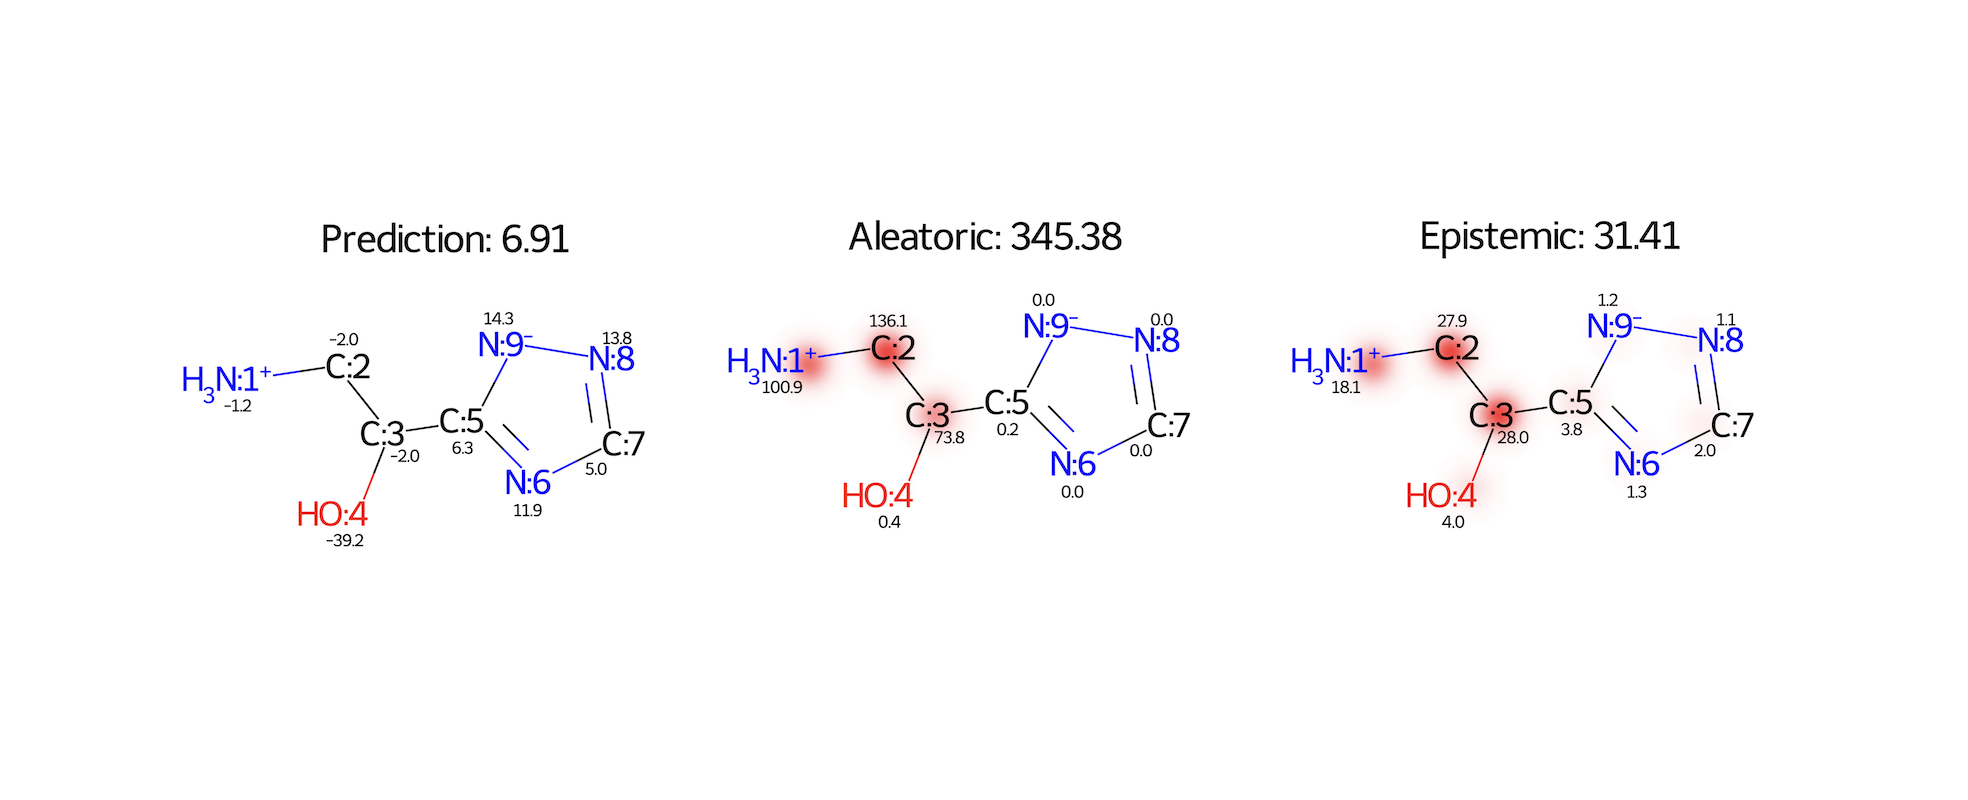 Prediction: 6.91
14.3
N:9⁻
13.8
N:8
-2.0
C:2
H₃N:1⁺
-1.2
C:3
-2.0
C:5
6.3
C:7
5.0
N:6
11.9
HO:4
-39.2
Aleatoric: 345.38
0.0
N:9⁻
0.0
N:8
136.1
C:2
H₃N:1⁺
100.9
C:3
73.8
C:5
0.2
C:7
0.0
N:6
0.0
HO:4
0.4
Epistemic: 31.41
1.2
N:9⁻
1.1
N:8
27.9
C:2
H₃N:1⁺
18.1
C:3
28.0
C:5
3.8
C:7
2.0
N:6
1.3
HO:4
4.0